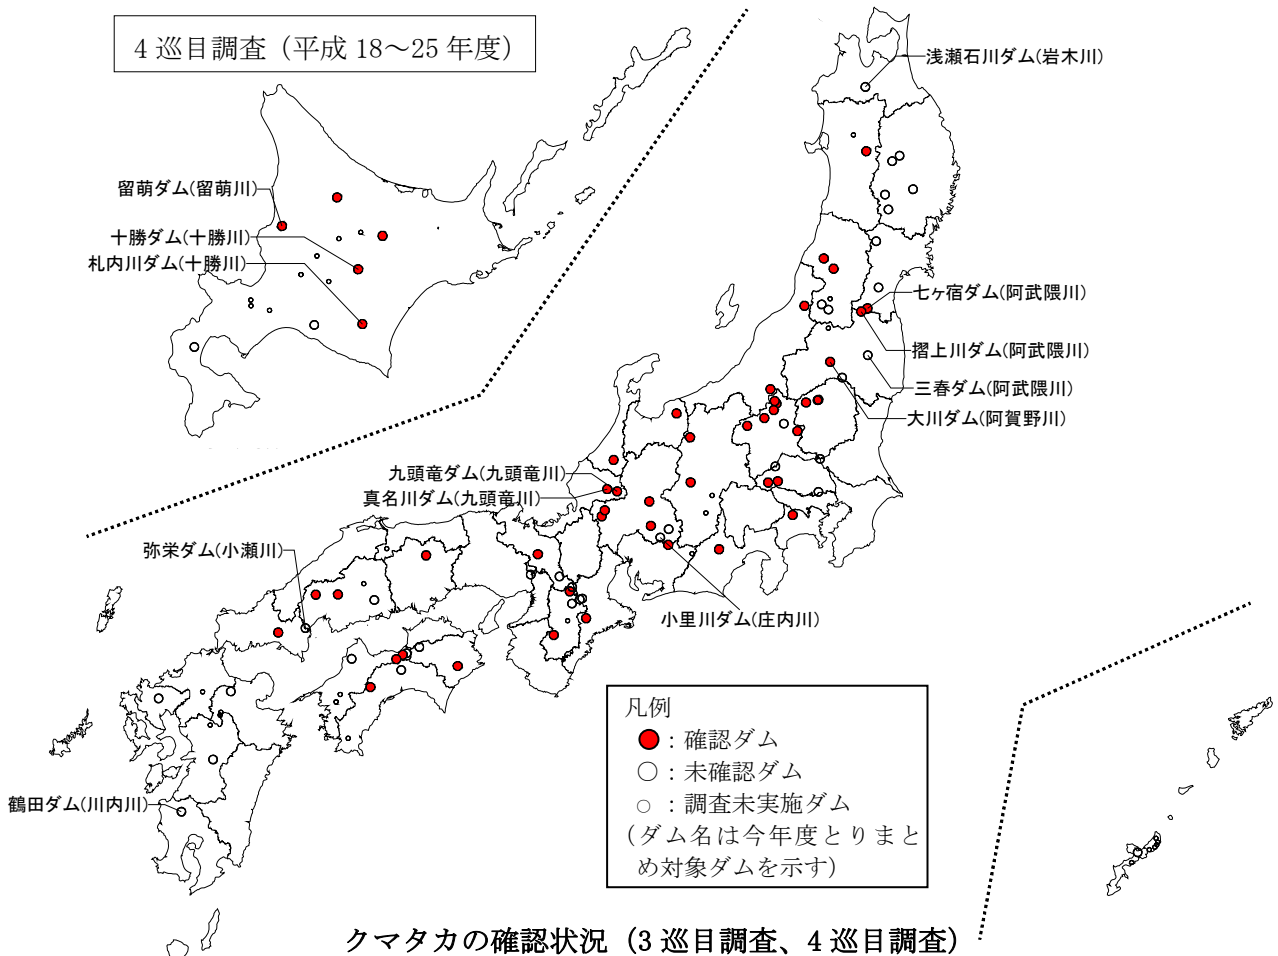 4 巡目調査（平成 18～25 年度）
浅瀬石川ダム(岩木川)
留萌ダム(留萌川)
十勝ダム(十勝川)
札内川ダム(十勝川)
七ヶ宿ダム(阿武隈川)
摺上川ダム(阿武隈川)
三春ダム(阿武隈川)
大川ダム(阿賀野川)
九頭竜ダム(九頭竜川)
真名川ダム(九頭竜川)
弥栄ダム(小瀬川)
小里川ダム(庄内川)
鶴田ダム(川内川)
凡例
：確認ダム
：未確認ダム
：調査未実施ダム
（ダム名は今年度とりまと
め対象ダムを示す）
クマタカの確認状況（3 巡目調査、4 巡目調査）